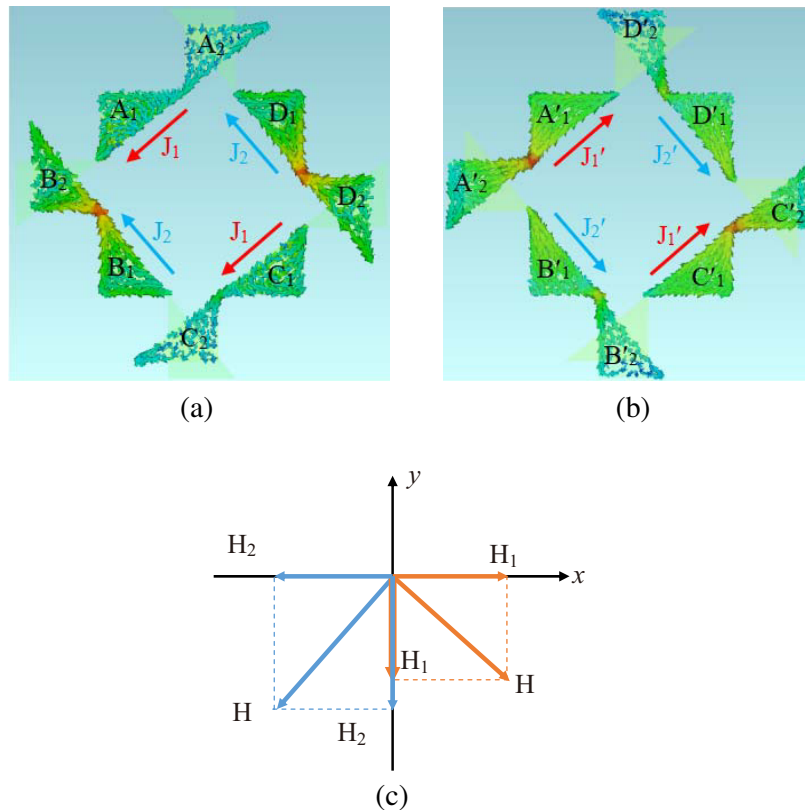 A₂
A₁
D₁
J₁
J₂
B₂
D₂
J₂
J₁
B₁
C₁
C₂
(a)
D′₂
A′₁
D′₁
J₁′
J₂′
A′₂
C′₂
J₂′
J₁′
B′₁
C′₁
B′₂
(b)
y
H₂
H₁
x
H₁
H
H
H₂
(c)